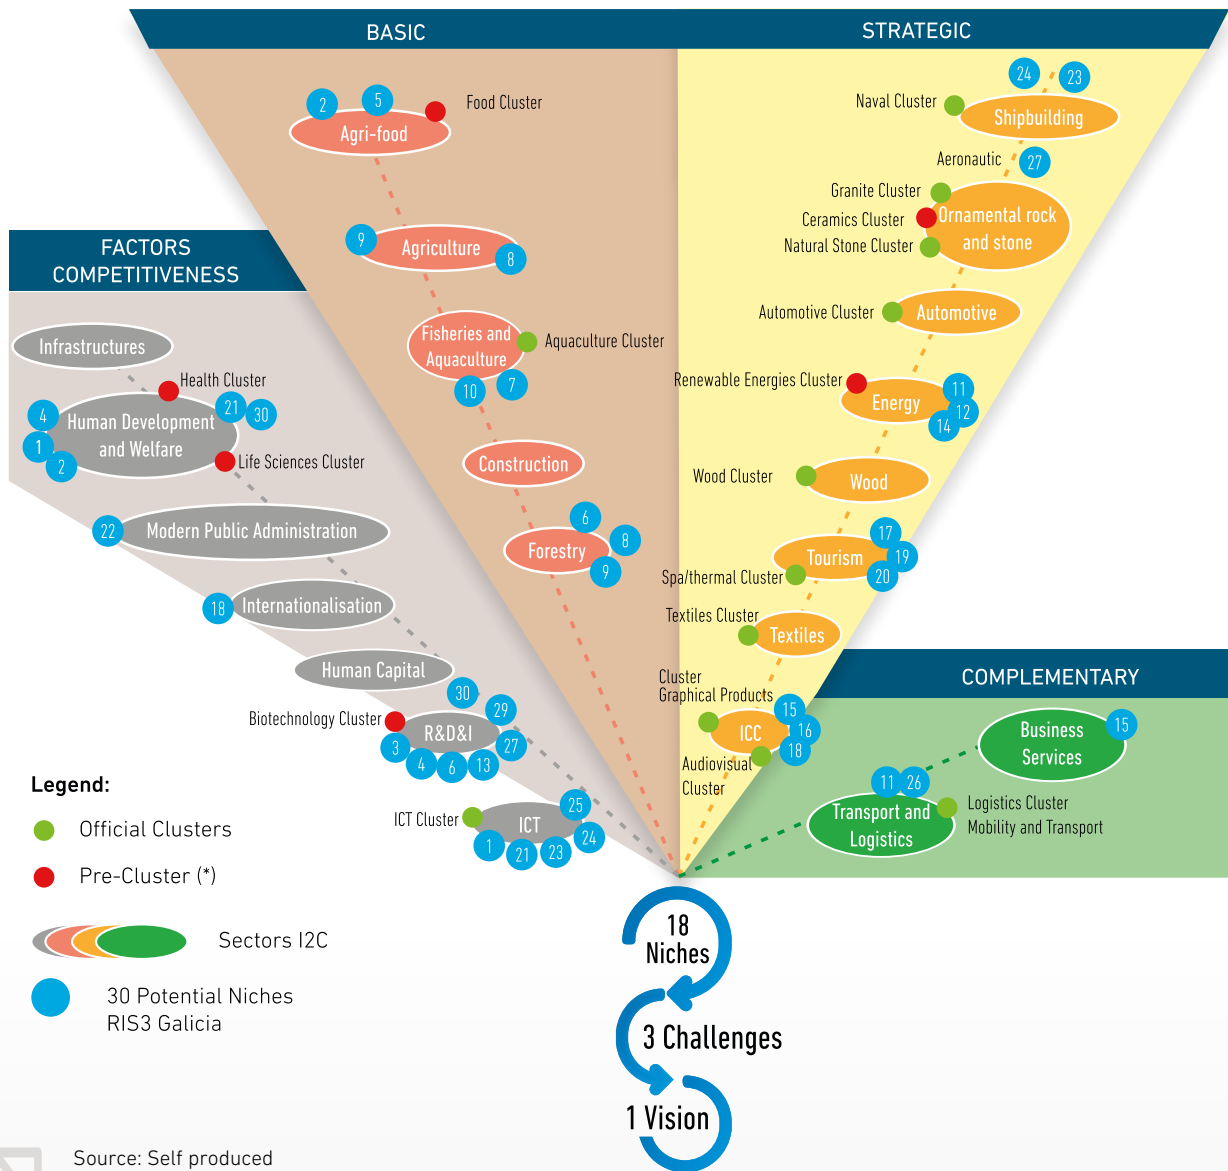 BASIC
STRATEGIC
2
5
Food Cluster
Agri-food
9
Agriculture
8
Fisheries and
Aquaculture
Aquaculture Cluster
10
7
Construction
6
Forestry
8
9
24
23
Naval Cluster
Shipbuilding
Aeronautic
27
Granite Cluster
Ceramics Cluster
Natural Stone Cluster
Ornamental rock
and stone
Automotive Cluster
Automotive
Renewable Energies Cluster
Energy
11
12
14
Wood Cluster
Wood
17
Tourism
19
20
Spa/thermal Cluster
Textiles Cluster
Textiles
Cluster
Graphical Products
15
ICC
16
18
Audiovisual
Cluster
FACTORS
COMPETITIVENESS
Infrastructures
Health Cluster
4
21
30
Human Development
and Welfare
1
2
Life Sciences Cluster
22
Modern Public Administration
18
Internationalisation
Human Capital
30
29
Biotechnology Cluster
R&D&I
3
4
6
13
27
25
ICT Cluster
ICT
1
21
23
24
COMPLEMENTARY
Business
Services
15
11
26
Transport and
Logistics
Logistics Cluster
Mobility and Transport
Legend:
Official Clusters
Pre-Cluster (*)
Sectors I2C
30 Potential Niches
RIS3 Galicia
18
Niches
3 Challenges
1 Vision
Source: Self produced